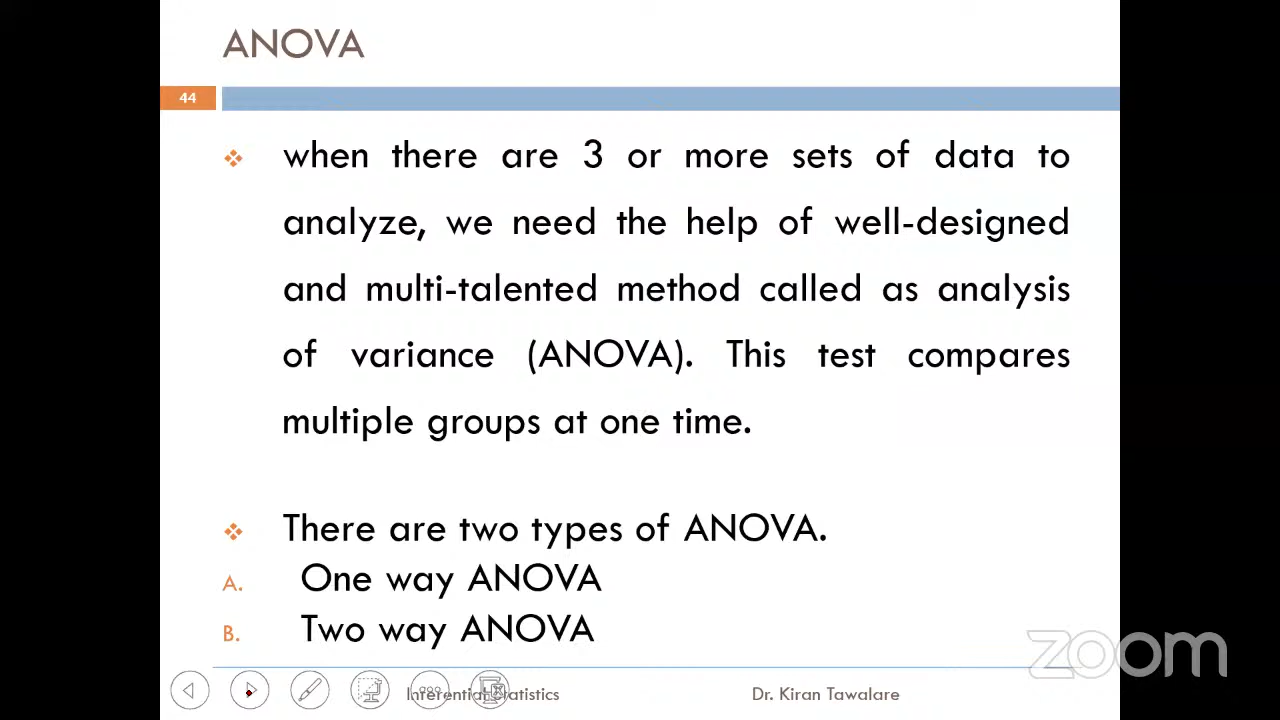 ANOVA
44
❖ when there are 3 or more sets of data to
analyze, we need the help of well-designed
and multi-talented method called as analysis
of variance (ANOVA). This test compares
multiple groups at one time.
❖ There are two types of ANOVA.
A. One way ANOVA
B. Two way ANOVA
zoom
Inferential Statistics
Dr. Kiran Tawalare